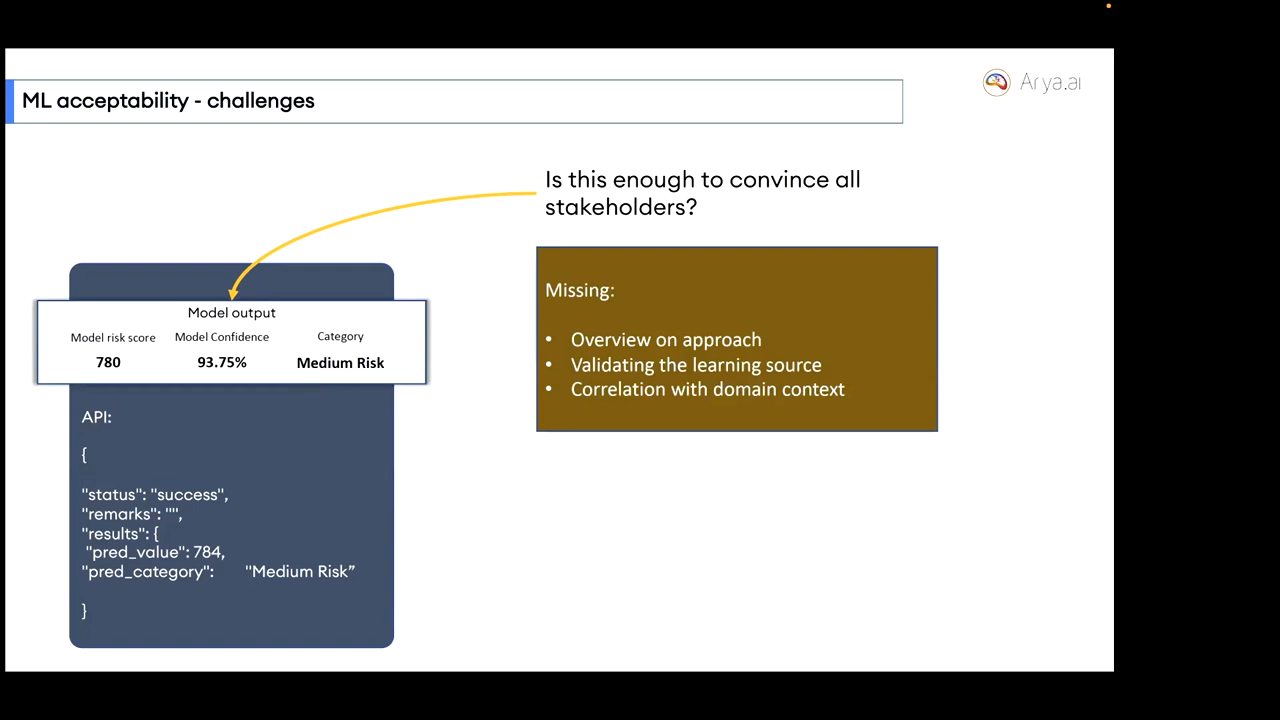 ML acceptability - challenges
Arya.ai
Is this enough to convince all
stakeholders?
Missing:
• Overview on approach
• Validating the learning source
• Correlation with domain context
Model output
Model risk score Model Confidence Category
780 93.75% Medium Risk
API:
{
"status": "success",
"remarks": "",
"results": {
"pred_value": 784,
"pred_category": "Medium Risk”
}